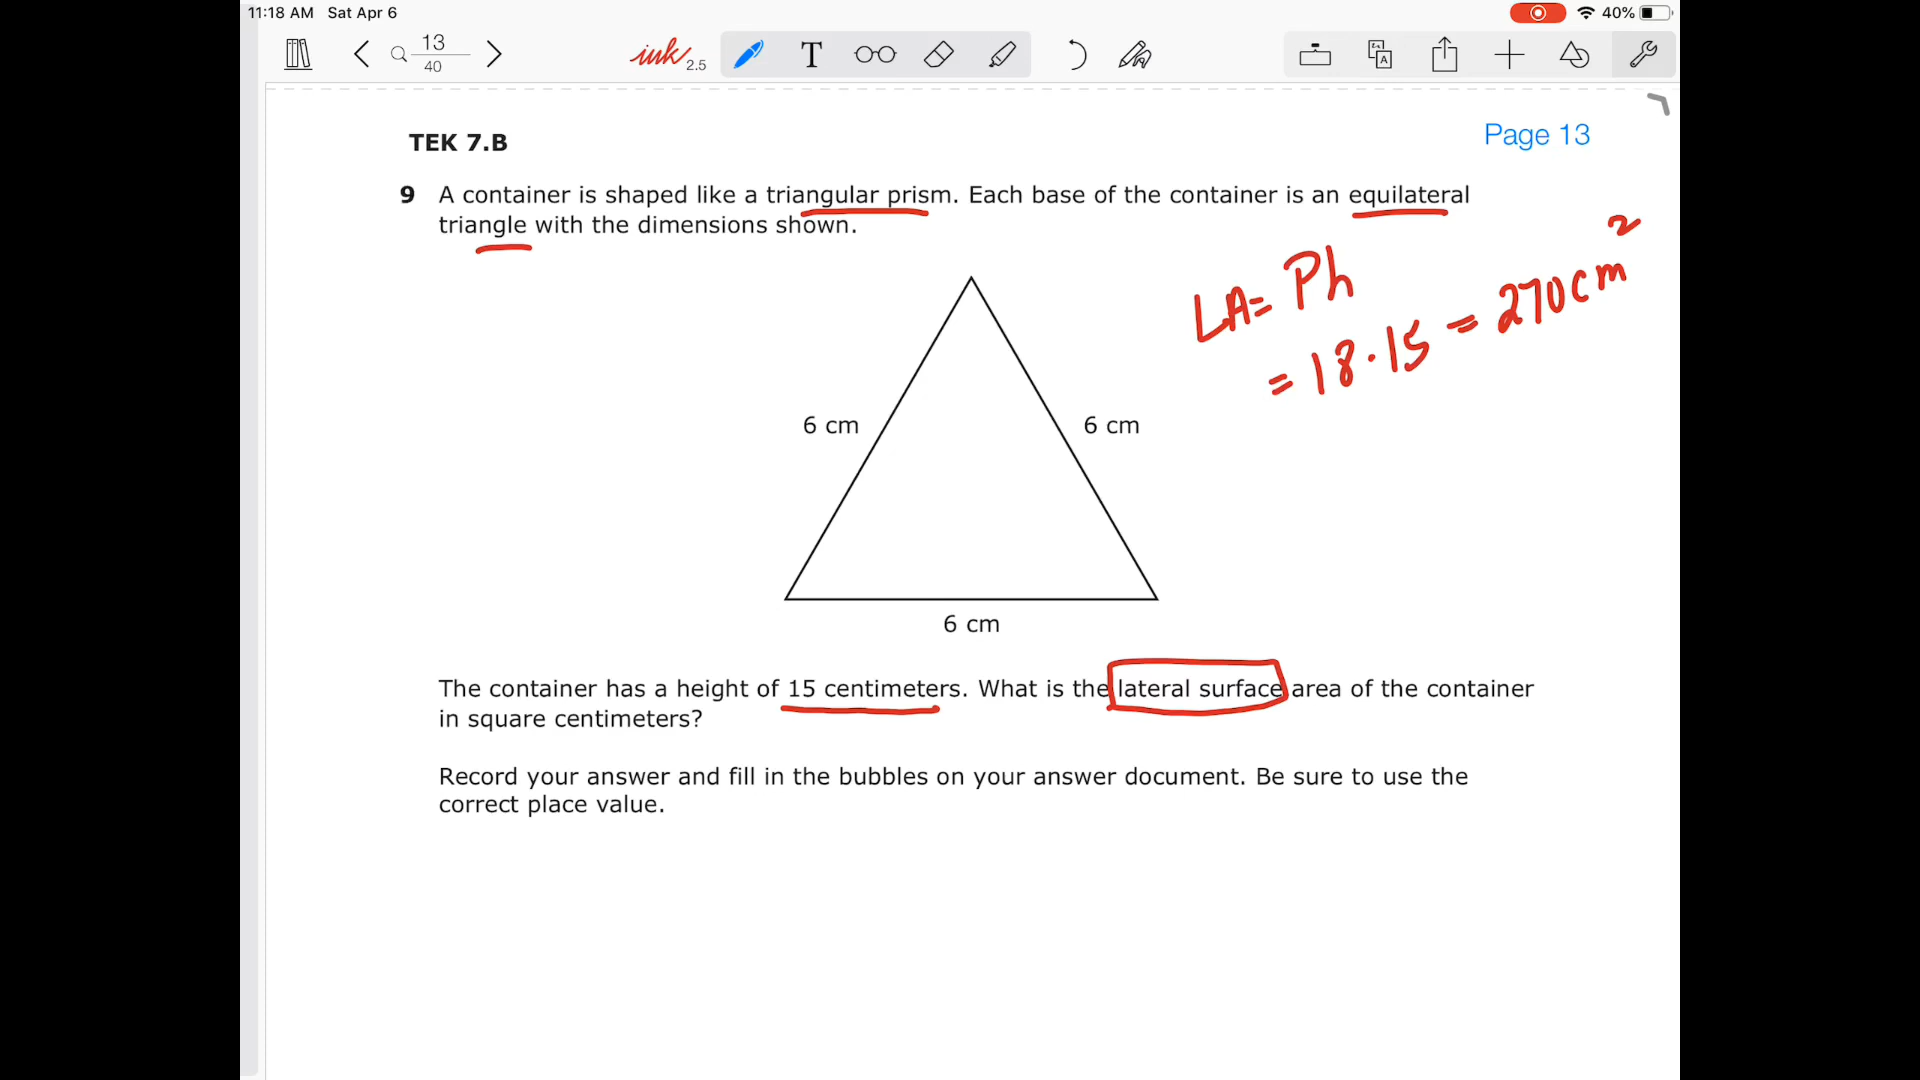 11:18 AM Sat Apr 6 40%
13
40
ink 2.5 T A
TEK 7.B
Page 13
9 A container is shaped like a triangular prism. Each base of the container is an equilateral
triangle with the dimensions shown.
LA= Ph
= 18·15 = 270cm²
6 cm
6 cm
6 cm
The container has a height of 15 centimeters. What is the lateral surface area of the container
in square centimeters?
Record your answer and fill in the bubbles on your answer document. Be sure to use the
correct place value.